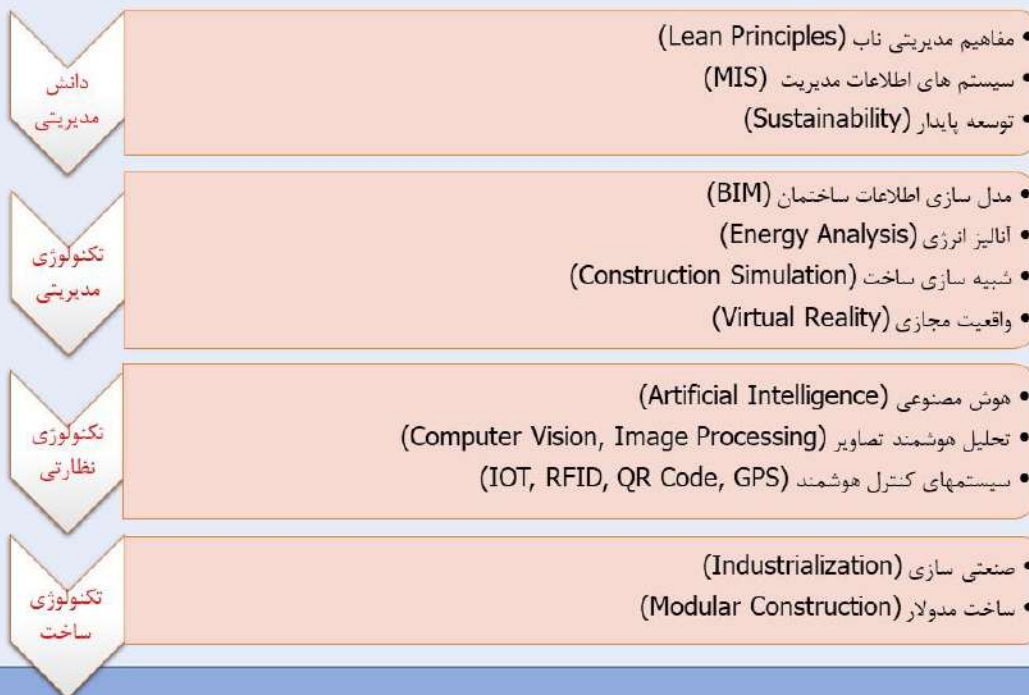 دانش
مدیریتی
• مفاهیم مدیریتی ناب (Lean Principles)
• سیستم های اطلاعات مدیریت (MIS)
• توسعه پایدار (Sustainability)
تکنولوژی
مدیریتی
• مدل سازی اطلاعات ساختمان (BIM)
• آنالیز انرژی (Energy Analysis)
• شبیه سازی ساخت (Construction Simulation)
• واقعیت مجازی (Virtual Reality)
تکنولوژی
نظارتی
• هوش مصنوعی (Artificial Intelligence)
• تحلیل هوشمند تصاویر (Computer Vision, Image Processing)
• سیستمهای کنترل هوشمند (IOT, RFID, QR Code, GPS)
تکنولوژی
ساخت
• صنعتی سازی (Industrialization)
• ساخت مدولار (Modular Construction)